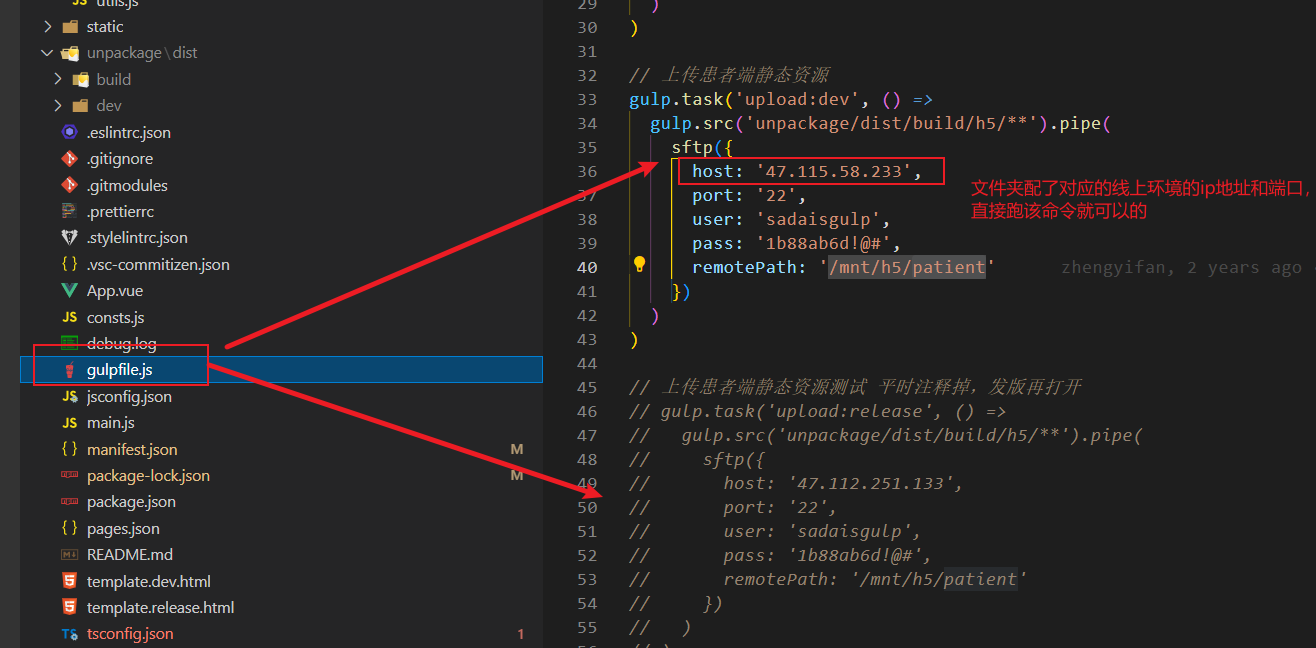 utils.js
static
unpackage\dist
build
dev
.eslintrc.json
.gitignore
.gitmodules
.prettierrc
.stylelintrc.json
.vsc-commitizen.json
App.vue
consts.js
debug.log
gulpfile.js
jsconfig.json
main.js
manifest.json M
package-lock.json M
package.json
pages.json
README.md
template.dev.html
template.release.html
tsconfig.json 1
29 )
30 )
31
32 // 上传患者端静态资源
33 gulp.task('upload:dev', () =>
34 gulp.src('unpackage/dist/build/h5/**').pipe(
35 sftp({
36 host: '47.115.58.233',
37 port: '22',
38 user: 'sadaisgulp',
39 pass: '1b88ab6d!@#',
40 remotePath: '/mnt/h5/patient' zhengyifan, 2 years ago
41 })
42 )
43 )
44
45 // 上传患者端静态资源测试 平时注释掉，发版再打开
46 // gulp.task('upload:release', () =>
47 // gulp.src('unpackage/dist/build/h5/**').pipe(
48 // sftp({
49 // host: '47.112.251.133',
50 // port: '22',
51 // user: 'sadaisgulp',
52 // pass: '1b88ab6d!@#',
53 // remotePath: '/mnt/h5/patient'
54 // })
55 // )
文件夹配了对应的线上环境的ip地址和端口，
直接跑该命令就可以的